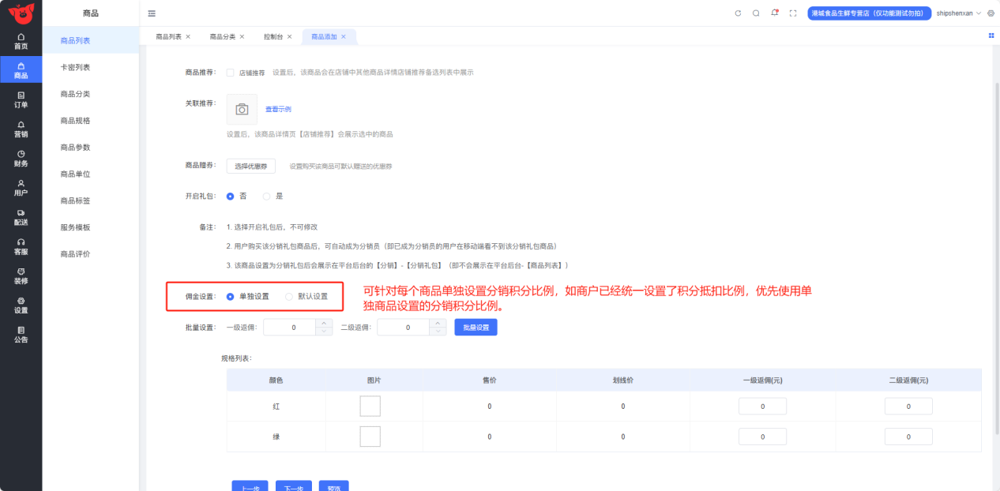 商品
港城食品生鲜专营店（仅功能测试勿拍）
shipshenxan
首页
商品
订单
营销
财务
用户
配送
客服
装修
设置
公告
商品列表
卡密列表
商品分类
商品规格
商品参数
商品单位
商品标签
服务模板
商品评价
商品列表 × 商品分类 × 控制台 × 商品添加 ×
商品推荐： 店铺推荐 设置后，该商品会在店铺中其他商品详情店铺推荐备选列表中展示
关联推荐： 查看示例
设置后，该商品详情页【店铺推荐】会展示选中的商品
商品赠券： 选择优惠券 设置购买该商品可默认赠送的优惠券
开启礼包： 否 是
备注： 1. 选择开启礼包后，不可修改
2. 用户购买该分销礼包商品后，可自动成为分销员（即已成为分销员的用户在移动端看不到该分销礼包商品）
3. 该商品设置为分销礼包后会展示在平台后台的【分销】-【分销礼包】（即不会展示在平台后台-【商品列表】）
佣金设置： 单独设置 默认设置
可针对每个商品单独设置分销积分比例，如商户已经统一设置了积分抵扣比例，优先使用单
独商品设置的分销积分比例。
批量设置： 一级返佣： 0 二级返佣： 0 批量设置
规格列表：
颜色 图片 售价 划线价 一级返佣(元) 二级返佣(元)
红 0 0 0 0
绿 0 0 0 0
上一步 下一步 预览